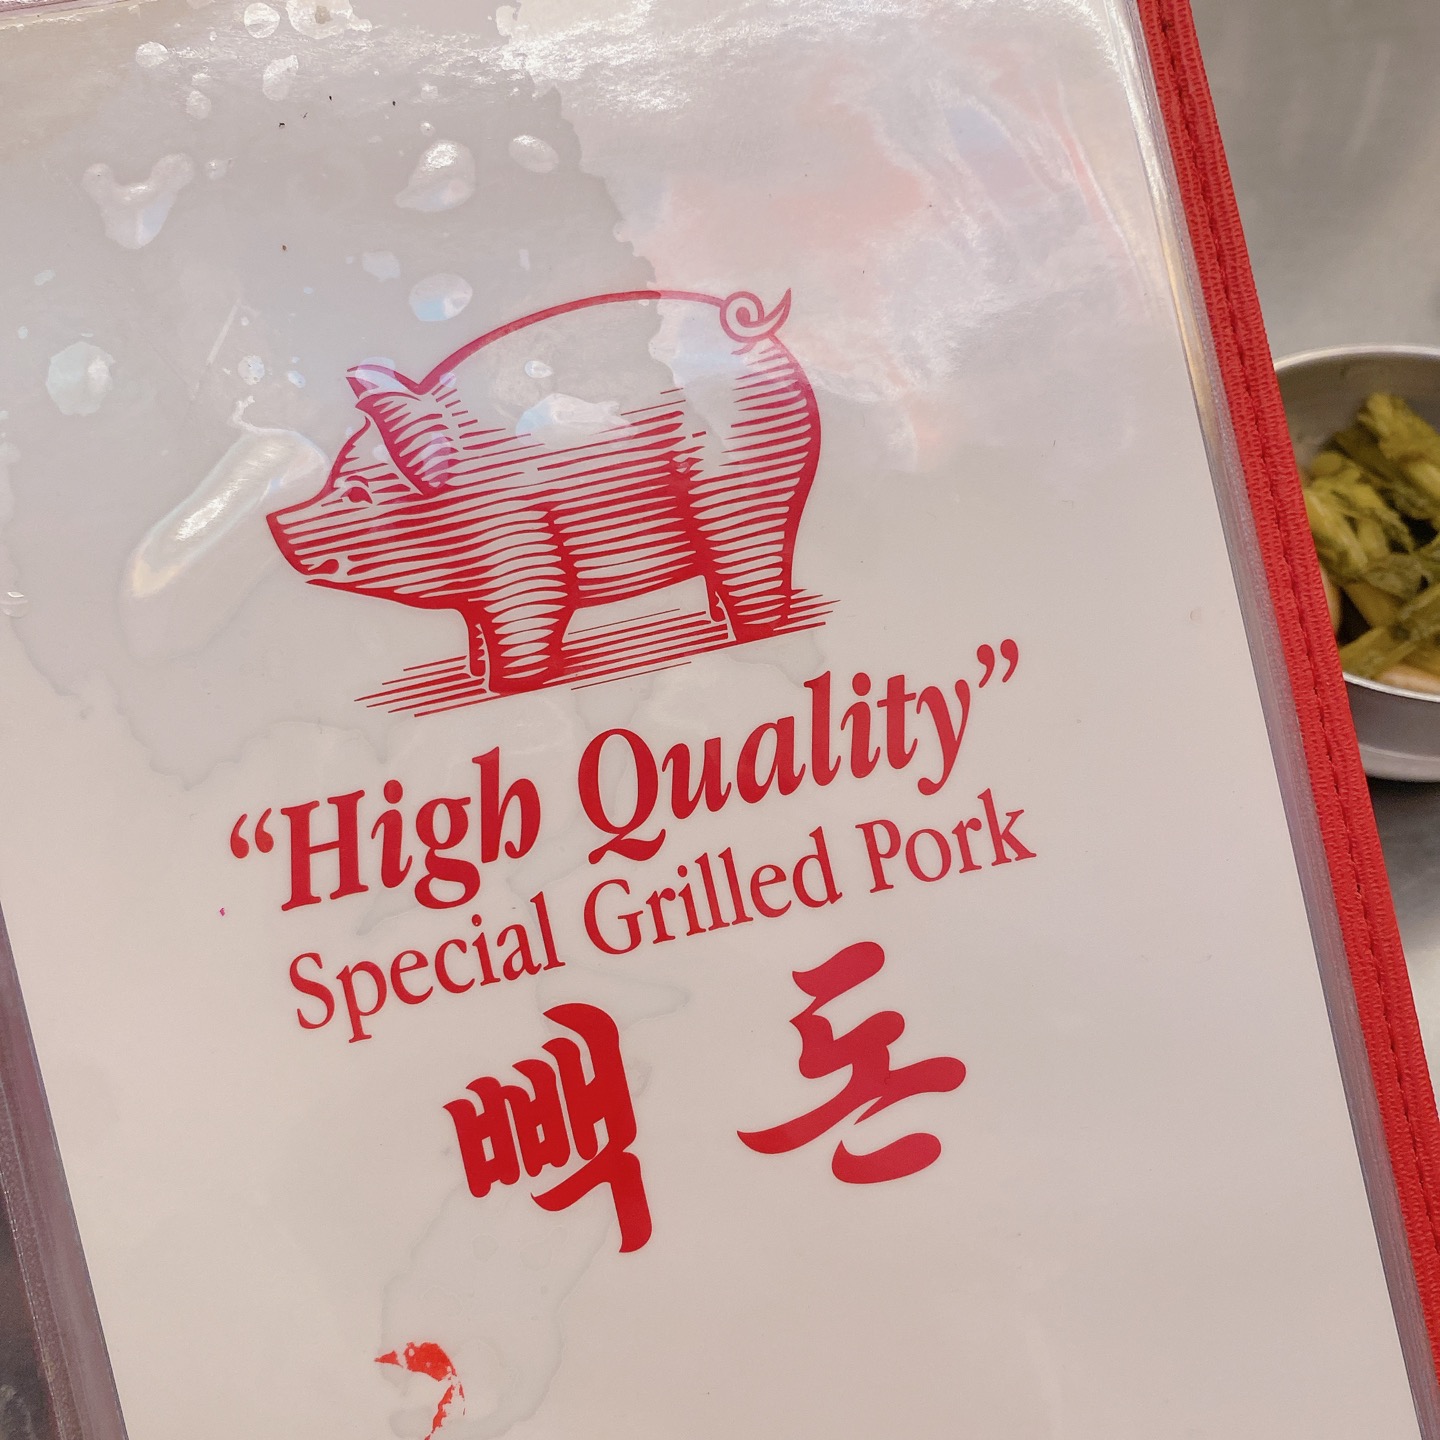 “High Quality”
Special Grilled Pork
빽 돈